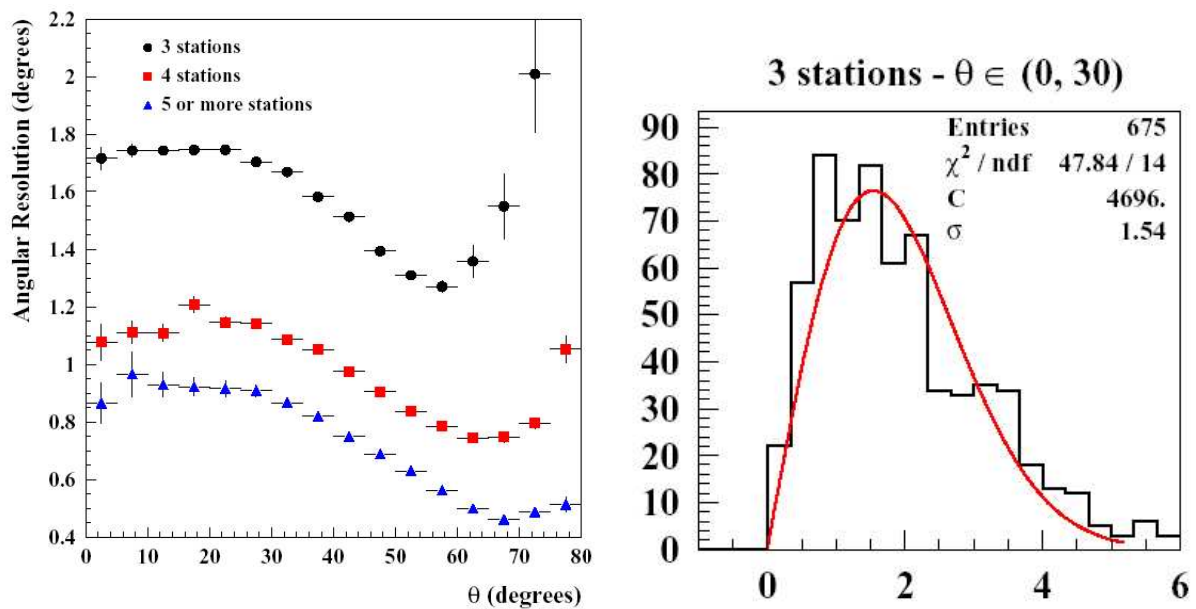 Angular Resolution (degrees)
2.2
2
1.8
1.6
1.4
1.2
1
0.8
0.6
0.4
3 stations
4 stations
5 or more stations
0 10 20 30 40 50 60 70 80
θ (degrees)
3 stations - θ ∈ (0, 30)
Entries 675
χ² / ndf 47.84 / 14
C 4696.
σ 1.54
90
80
70
60
50
40
30
20
10
0
0 2 4 6